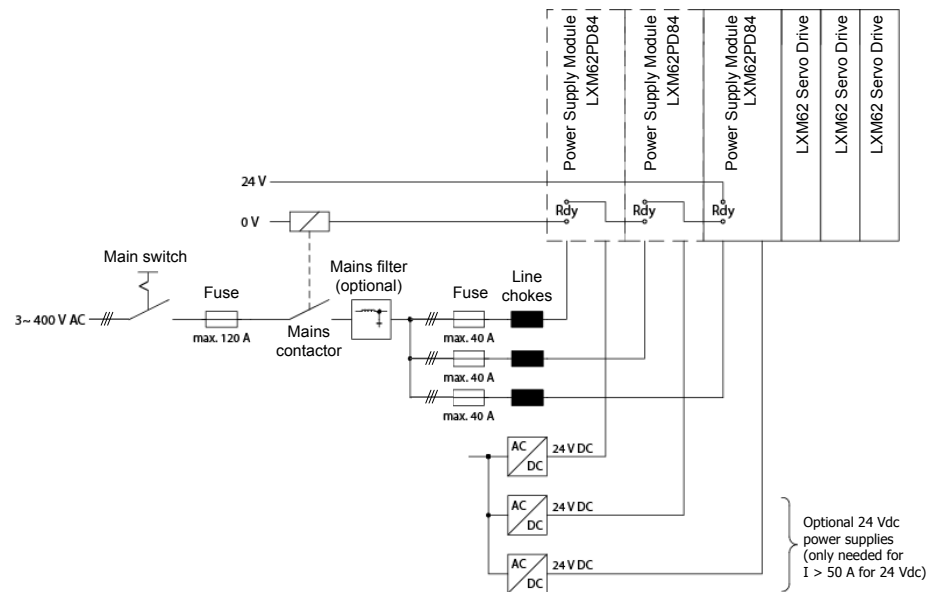 Power Supply Module
LXM62PD84
Power Supply Module
LXM62PD84
Power Supply Module
LXM62PD84
LXM62 Servo Drive
LXM62 Servo Drive
LXM62 Servo Drive
24 V
0 V
Rdy
Rdy
Rdy
Main switch
Fuse
Mains filter
(optional)
Fuse
Line
chokes
3~ 400 V AC
max. 120 A
Mains
contactor
max. 40 A
max. 40 A
max. 40 A
AC
DC
24 V DC
AC
DC
24 V DC
AC
DC
24 V DC
Optional 24 Vdc
power supplies
(only needed for
I > 50 A for 24 Vdc)